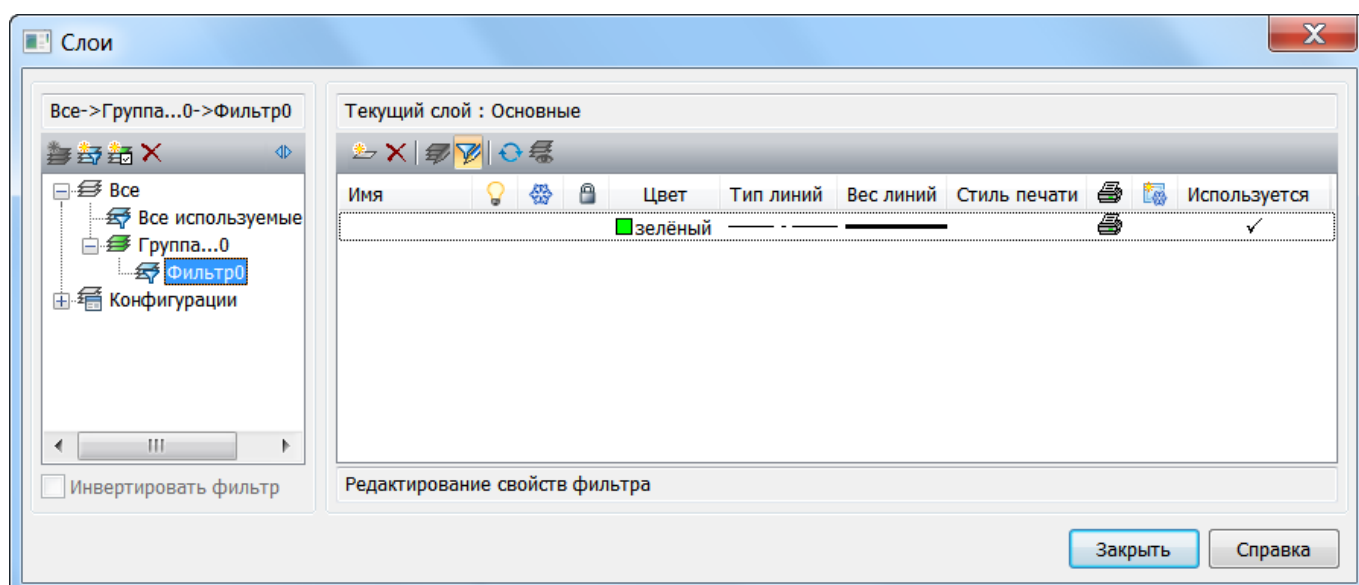 Слои
Все->Группа...0->Фильтр0
Текущий слой : Основные
Все
Все используемые
Группа...0
Фильтр0
Конфигурации
Инвертировать фильтр
Имя Цвет Тип линий Вес линий Стиль печати Используется
зелёный
Редактирование свойств фильтра
Закрыть Справка